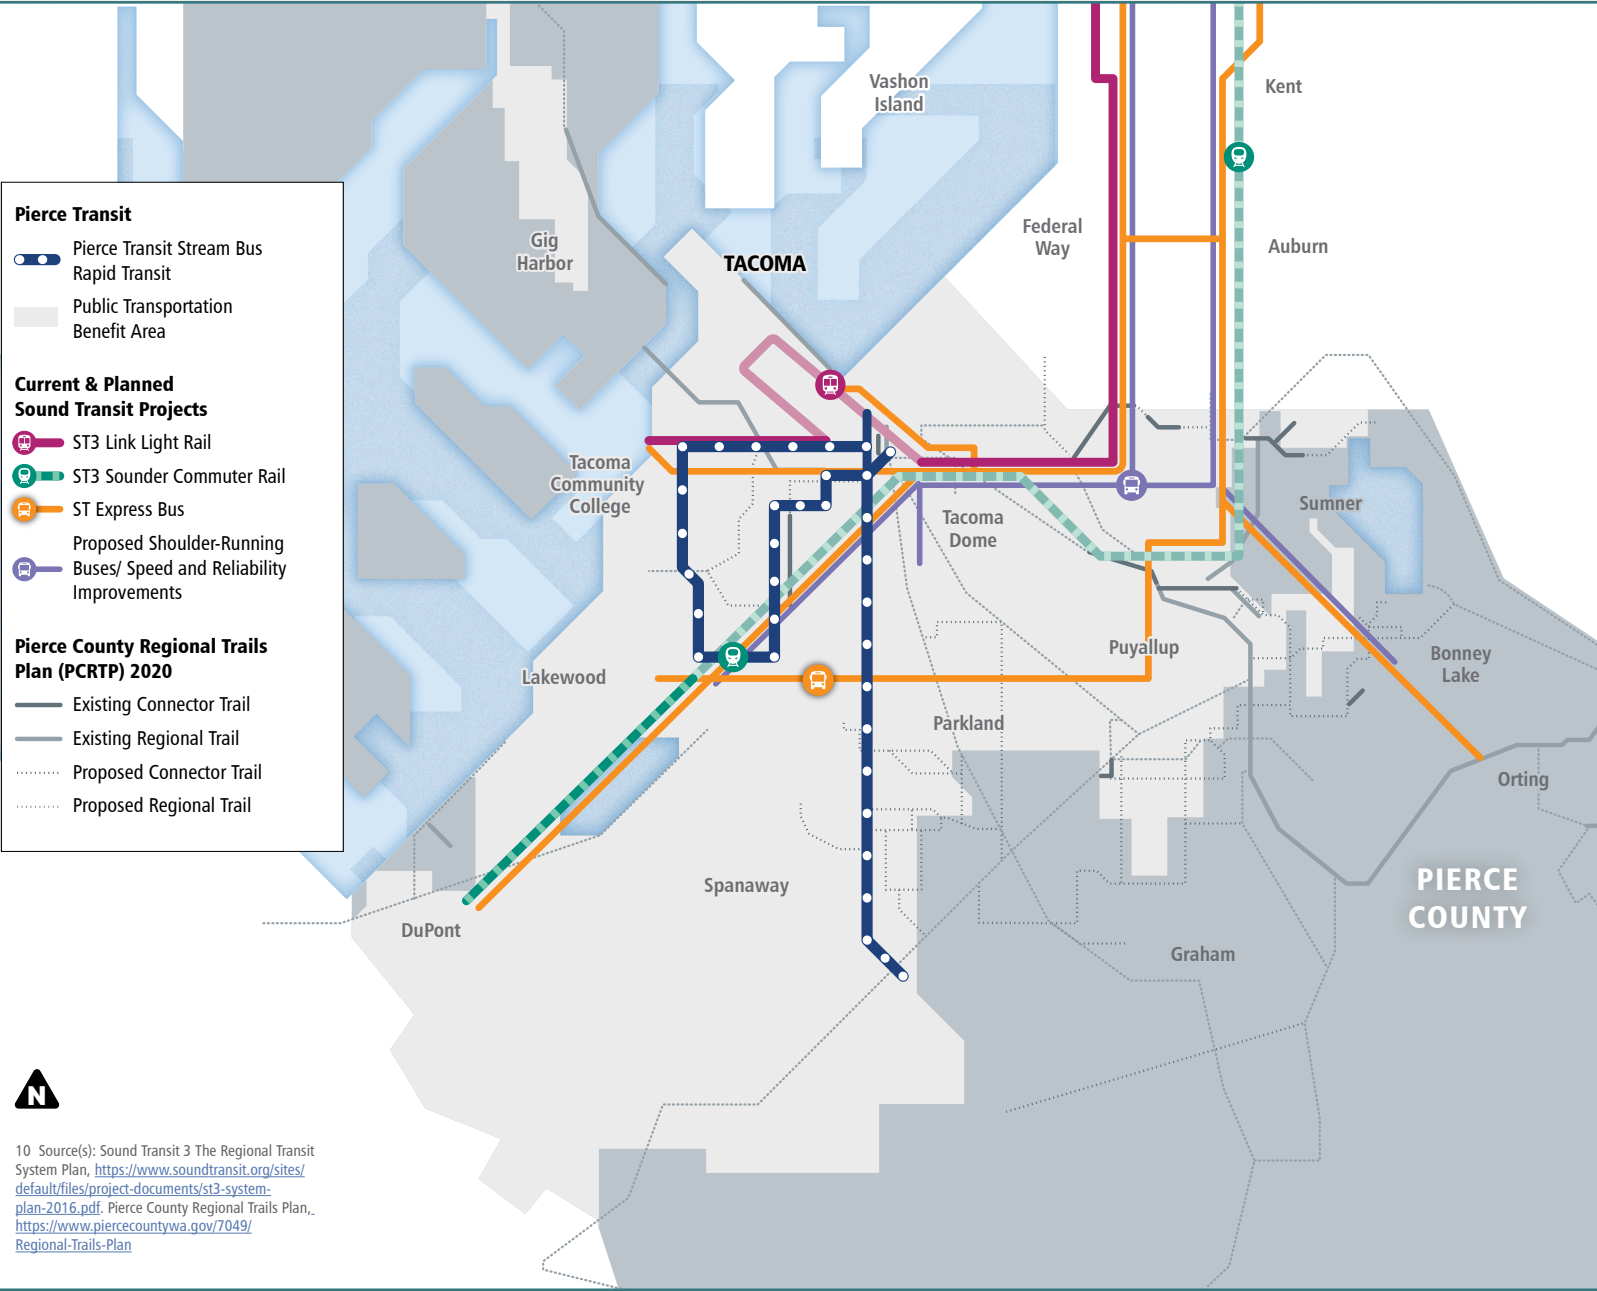 Pierce Transit
Pierce Transit Stream Bus
Rapid Transit
Public Transportation
Benefit Area
Current & Planned
Sound Transit Projects
ST3 Link Light Rail
ST3 Sounder Commuter Rail
ST Express Bus
Proposed Shoulder-Running
Buses/ Speed and Reliability
Improvements
Pierce County Regional Trails
Plan (PCRTP) 2020
Existing Connector Trail
Existing Regional Trail
Proposed Connector Trail
Proposed Regional Trail
Vashon
Island
Kent
Federal
Way
Auburn
Gig
Harbor
TACOMA
Tacoma
Community
College
Tacoma
Dome
Sumner
Lakewood
Puyallup
Bonney
Lake
Parkland
Orting
Spanaway
DuPont
PIERCE
COUNTY
Graham
N
10 Source(s): Sound Transit 3 The Regional Transit
System Plan, https://www.soundtransit.org/sites/
default/files/project-documents/st3-system-
plan-2016.pdf. Pierce County Regional Trails Plan,
https://www.piercecountywa.gov/7049/
Regional-Trails-Plan